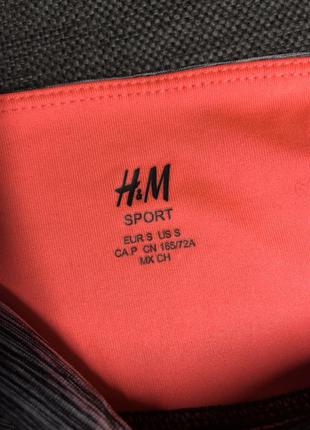 H&M
SPORT
EUR S US S
CA P CN 165/72A
MX CH